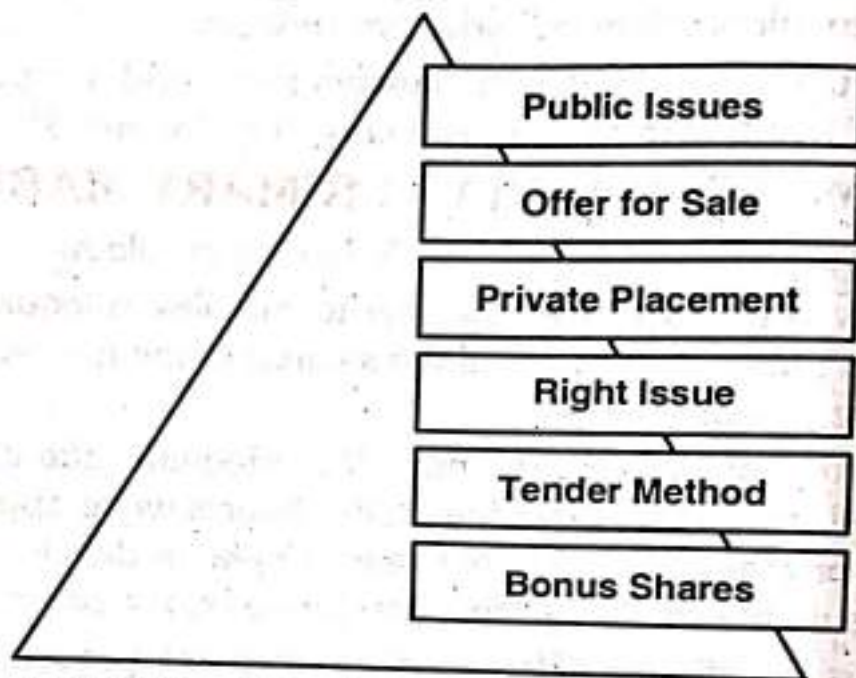 Public Issues
Offer for Sale
Private Placement
Right Issue
Tender Method
Bonus Shares